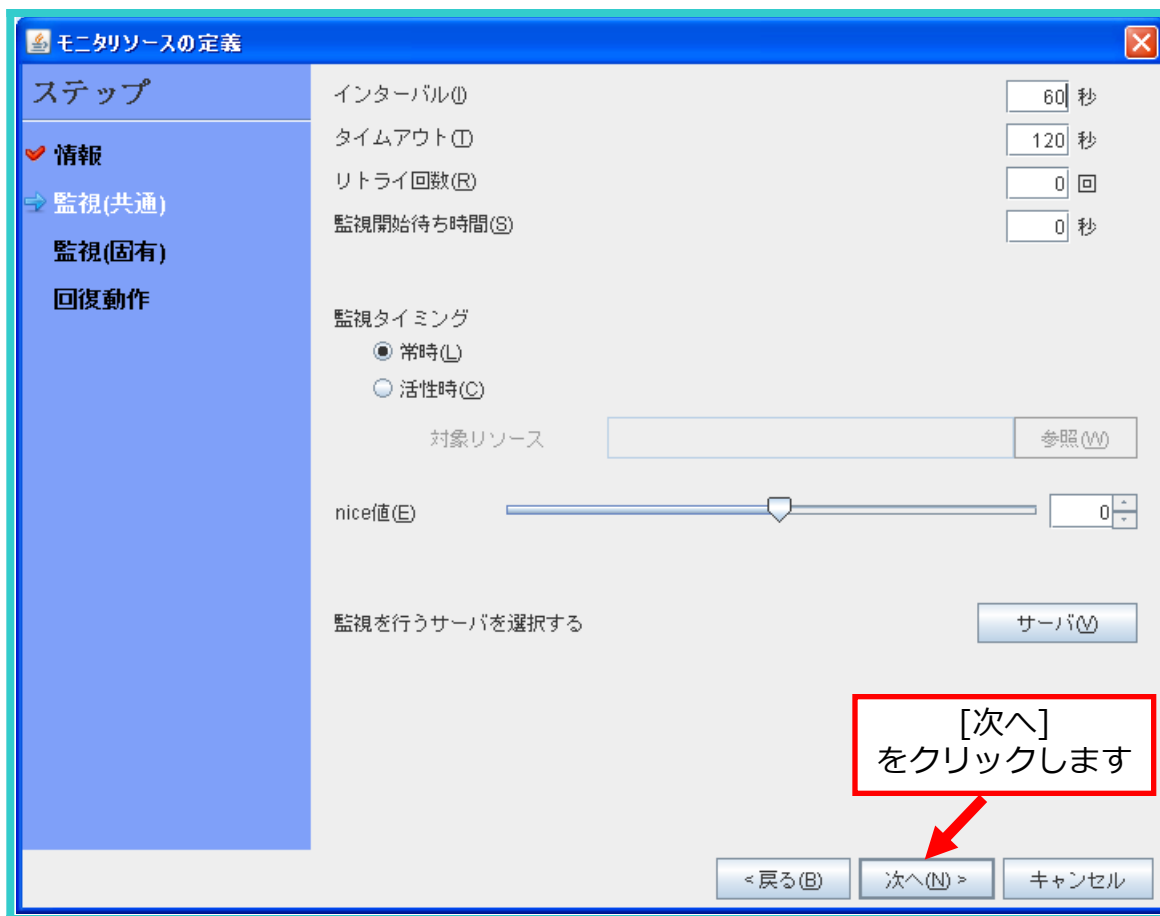 モニタリソースの定義
ステップ
情報
監視(共通)
監視(固有)
回復動作
インターバル(I) 60 秒
タイムアウト(T) 120 秒
リトライ回数(R) 0 回
監視開始待ち時間(S) 0 秒
監視タイミング
常時(L)
活性時(C)
対象リソース 参照(W)
nice値(E) 0
監視を行うサーバを選択する サーバ(V)
[次へ]
をクリックします
<戻る(B) 次へ(N) > キャンセル